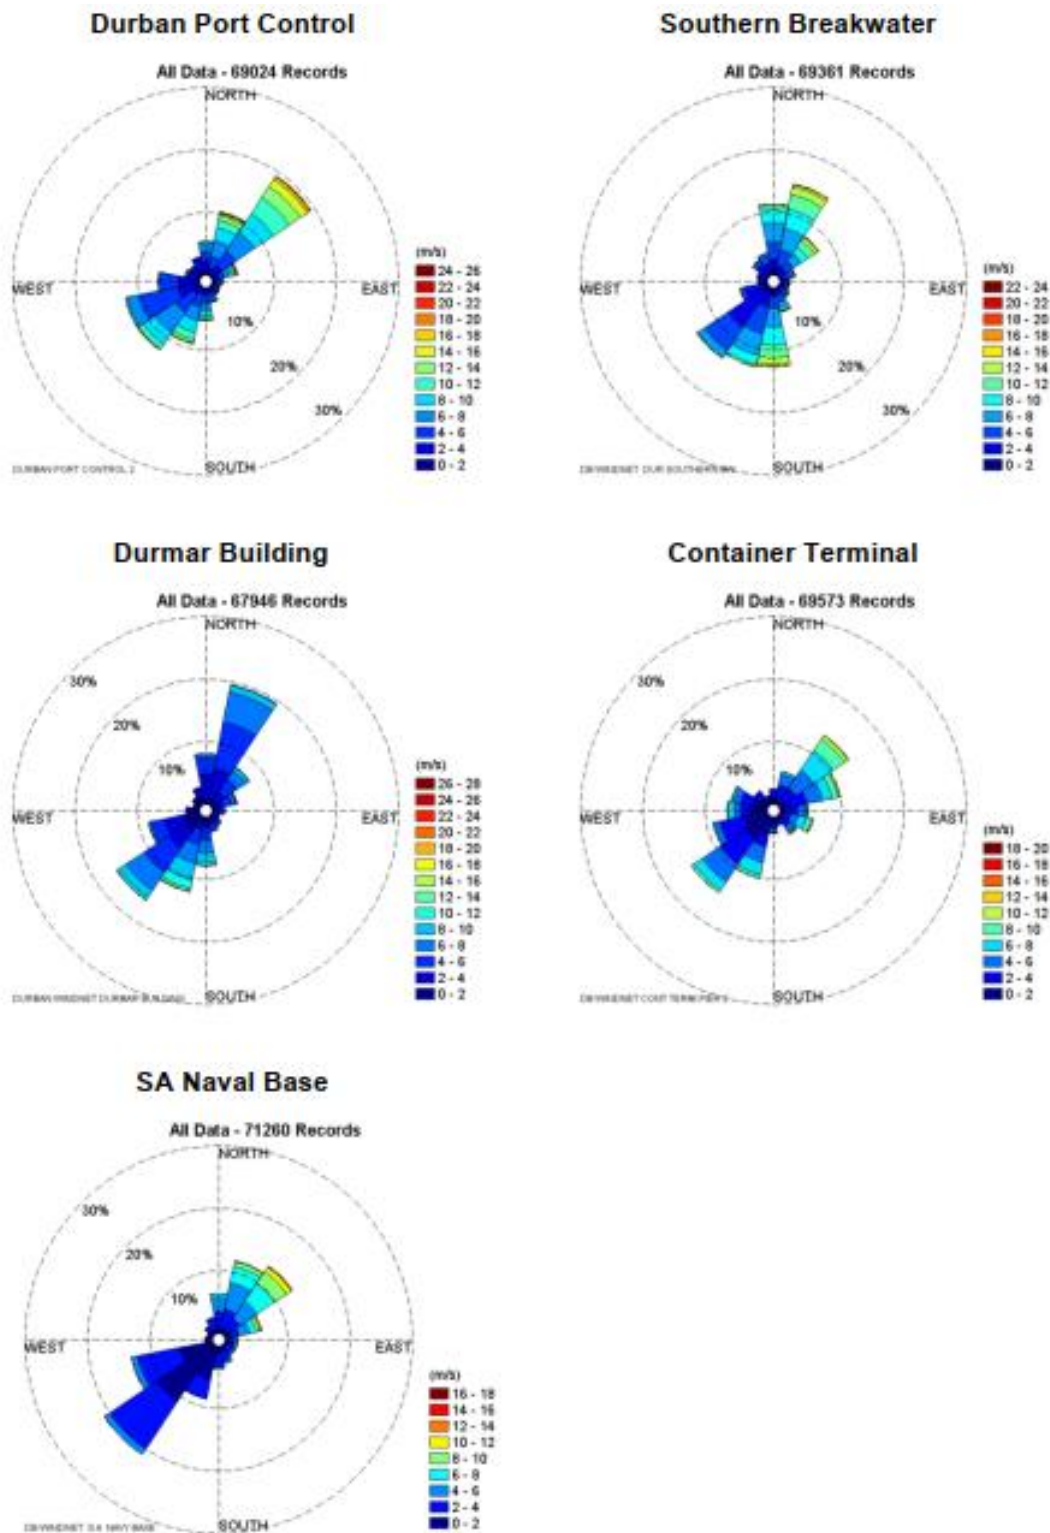 Durban Port Control
All Data - 69024 Records
NORTH
WEST
EAST
SOUTH
10%
20%
30%
(m/s)
24 - 26
22 - 24
20 - 22
18 - 20
16 - 18
14 - 16
12 - 14
10 - 12
8 - 10
6 - 8
4 - 6
2 - 4
0 - 2
DURBAN PORT CONTROL 2
Southern Breakwater
All Data - 69361 Records
NORTH
WEST
EAST
SOUTH
10%
20%
30%
(m/s)
22 - 24
20 - 22
18 - 20
16 - 18
14 - 16
12 - 14
10 - 12
8 - 10
6 - 8
4 - 6
2 - 4
0 - 2
Durmar Building
All Data - 67946 Records
NORTH
30%
20%
10%
WEST
EAST
SOUTH
(m/s)
26 - 28
24 - 26
22 - 24
20 - 22
18 - 20
16 - 18
14 - 16
12 - 14
10 - 12
8 - 10
6 - 8
4 - 6
2 - 4
0 - 2
Container Terminal
All Data - 69573 Records
NORTH
30%
20%
10%
WEST
EAST
SOUTH
(m/s)
18 - 20
16 - 18
14 - 16
12 - 14
10 - 12
8 - 10
6 - 8
4 - 6
2 - 4
0 - 2
SA Naval Base
All Data - 71260 Records
NORTH
30%
20%
10%
WEST
EAST
SOUTH
(m/s)
16 - 18
14 - 16
12 - 14
10 - 12
8 - 10
6 - 8
4 - 6
2 - 4
0 - 2